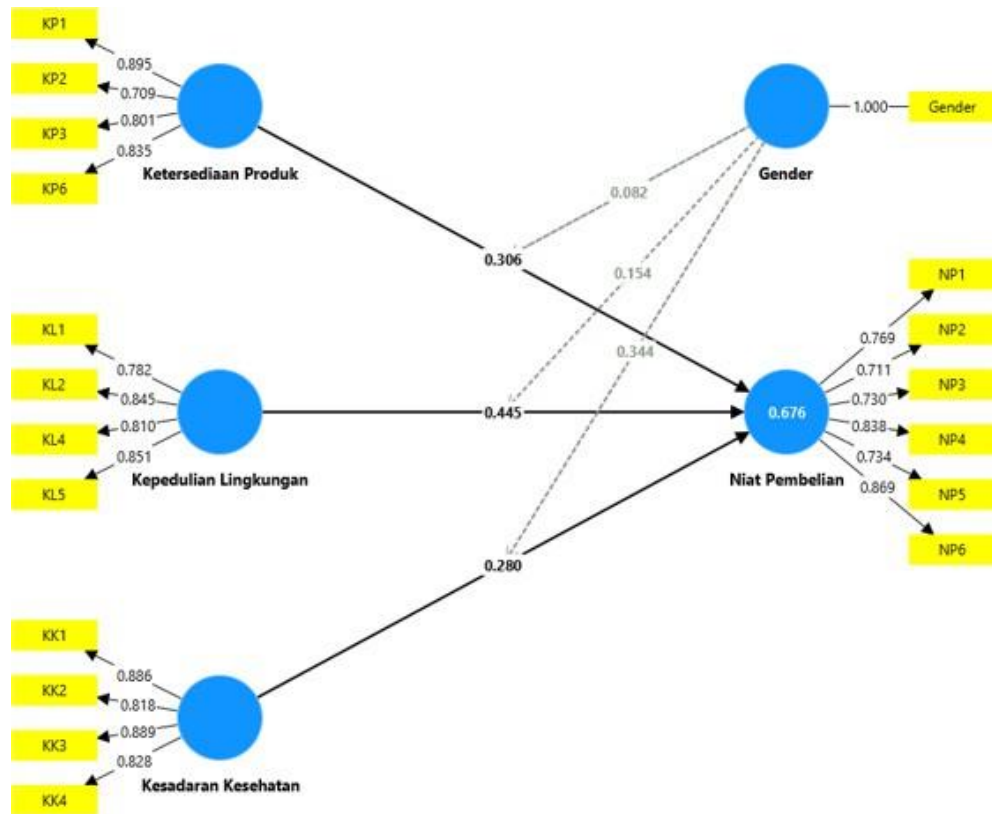 KP1
0.895
KP2
0.709
KP3
0.801
KP6
0.835
Ketersediaan Produk
Gender
1.000
Gender
0.082
0.306
0.154
0.344
KL1
0.782
KL2
0.845
KL4
0.810
KL5
0.851
Kepedulian Lingkungan
0.445
0.676
Niat Pembelian
NP1
0.769
NP2
0.711
NP3
0.730
NP4
0.838
NP5
0.734
NP6
0.869
0.280
KK1
0.886
KK2
0.818
KK3
0.889
KK4
0.828
Kesadaran Kesehatan